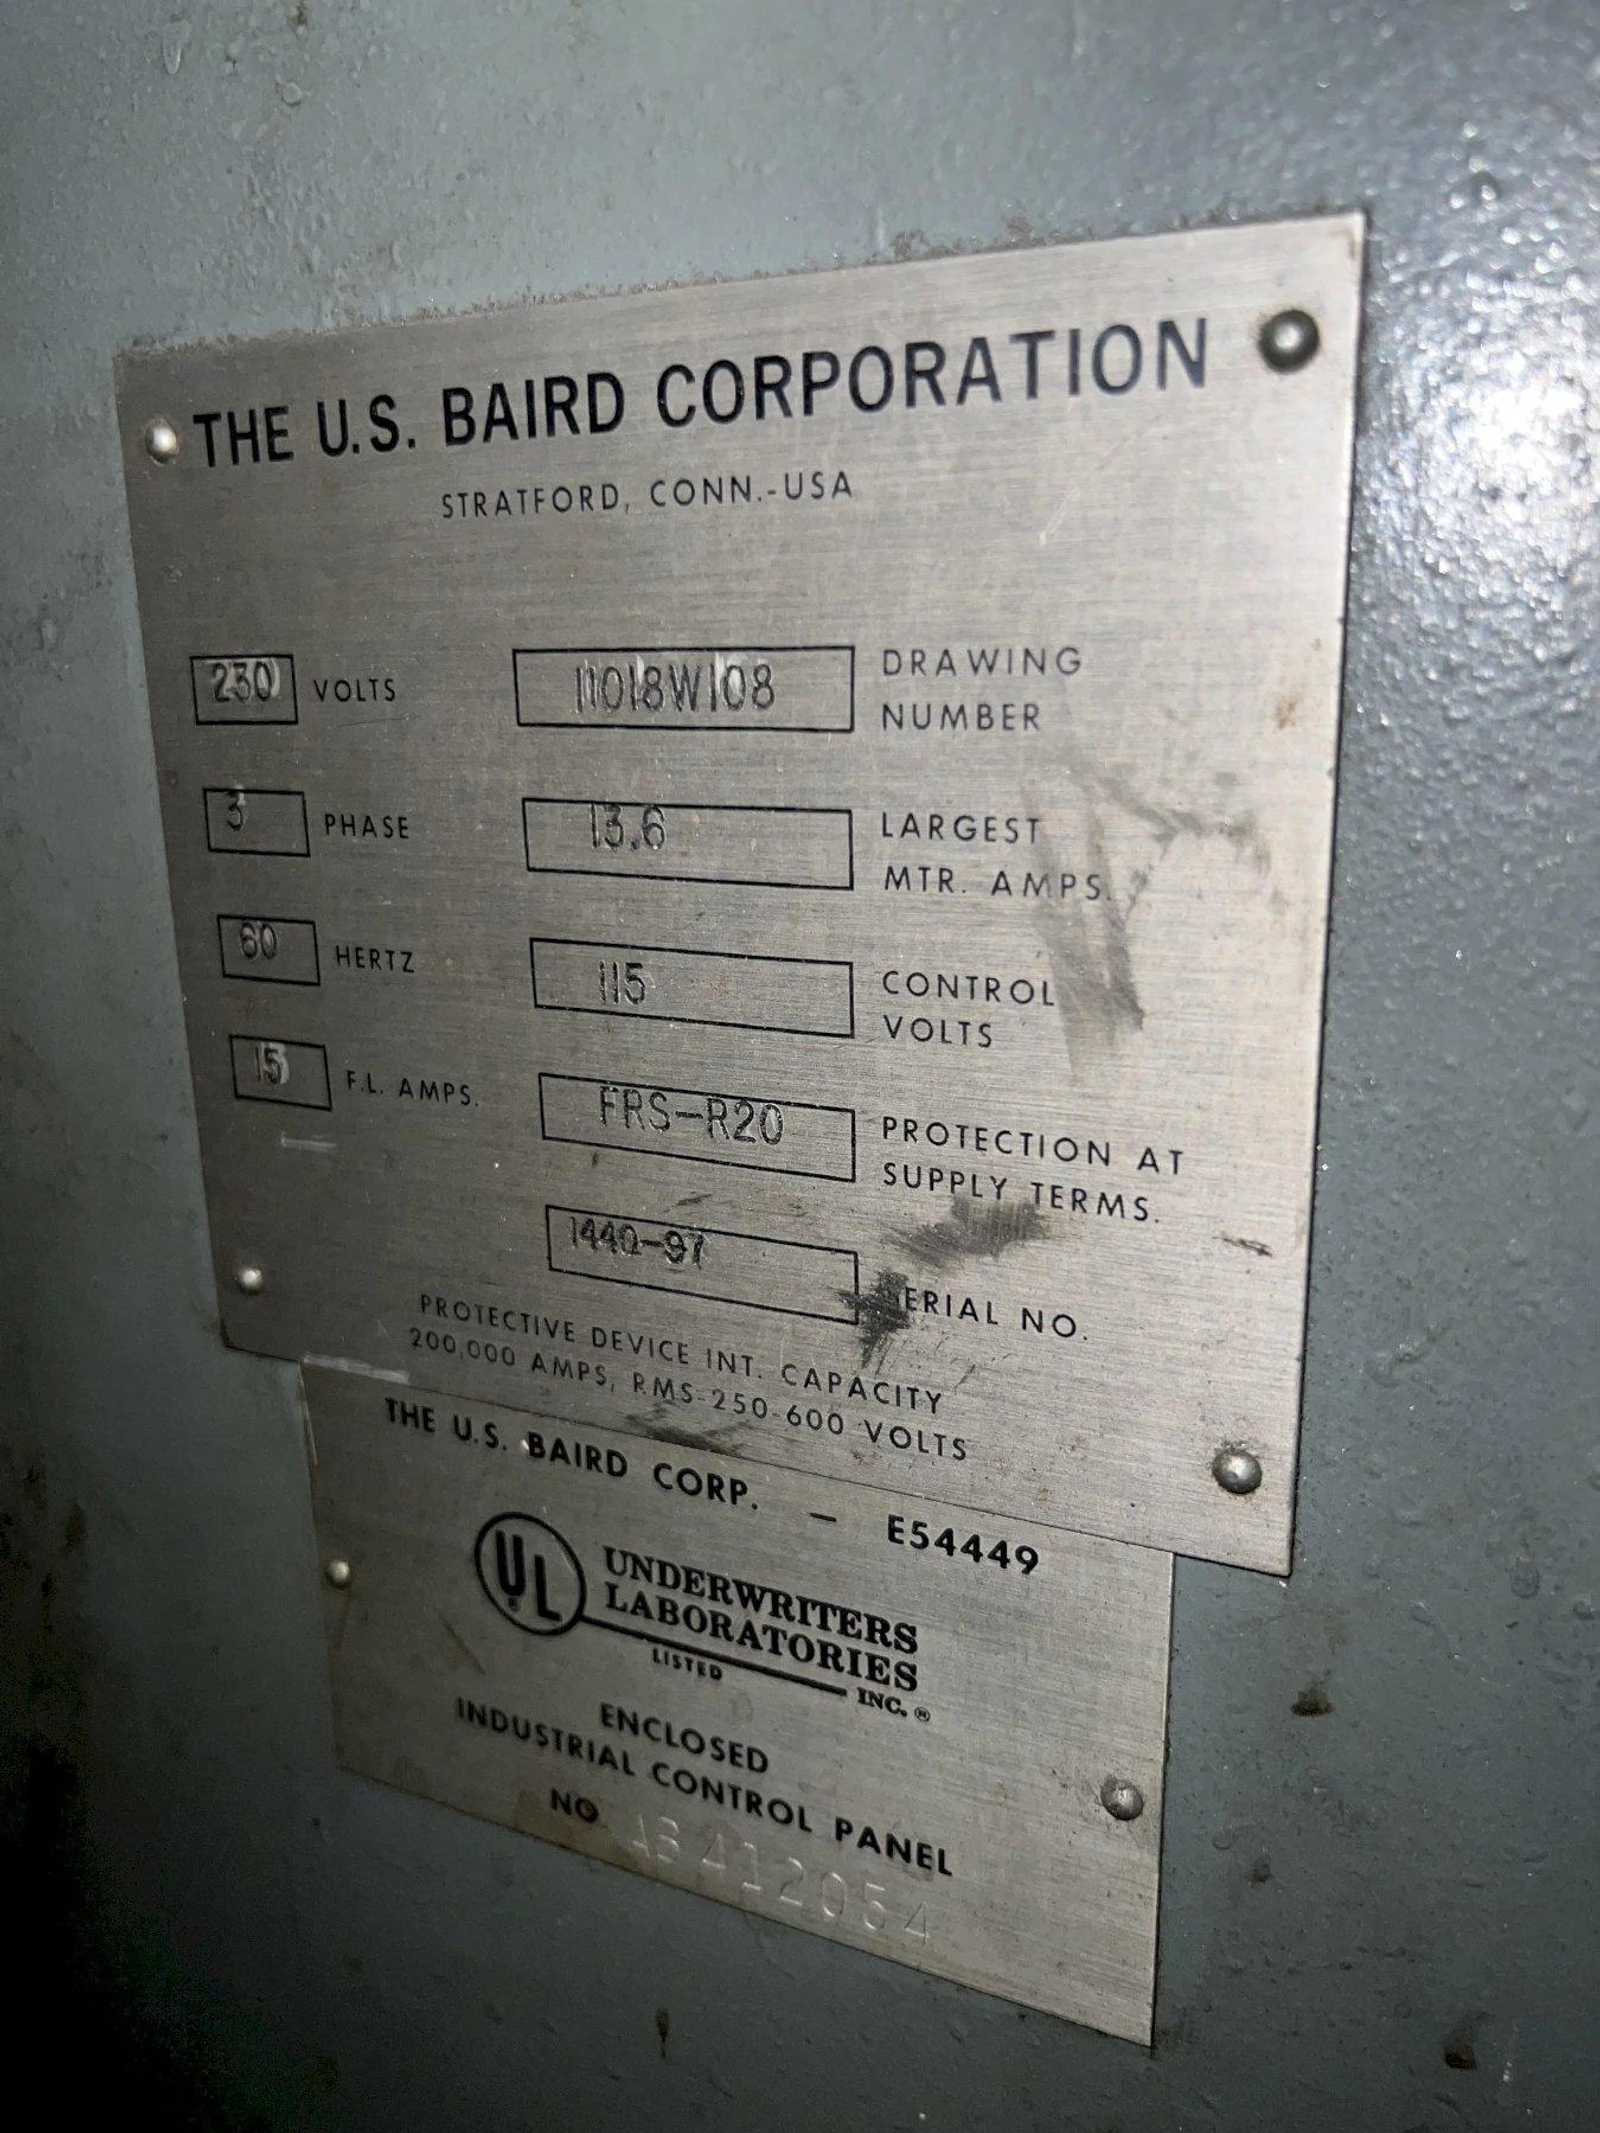 THE U.S. BAIRD CORPORATION
STRATFORD, CONN.-USA
230 VOLTS
3 PHASE
60 HERTZ
15 F.L. AMPS.
11018W108 DRAWING
NUMBER
13.6 LARGEST
MTR. AMPS.
115 CONTROL
VOLTS
FRS-R20 PROTECTION AT
SUPPLY TERMS.
1440-97 SERIAL NO.
PROTECTIVE DEVICE INT. CAPACITY
200,000 AMPS, RMS-250-600 VOLTS
THE U.S. BAIRD CORP. - E54449
UL ®
UNDERWRITERS
LABORATORIES
LISTED INC. ®
ENCLOSED
INDUSTRIAL CONTROL PANEL
NO